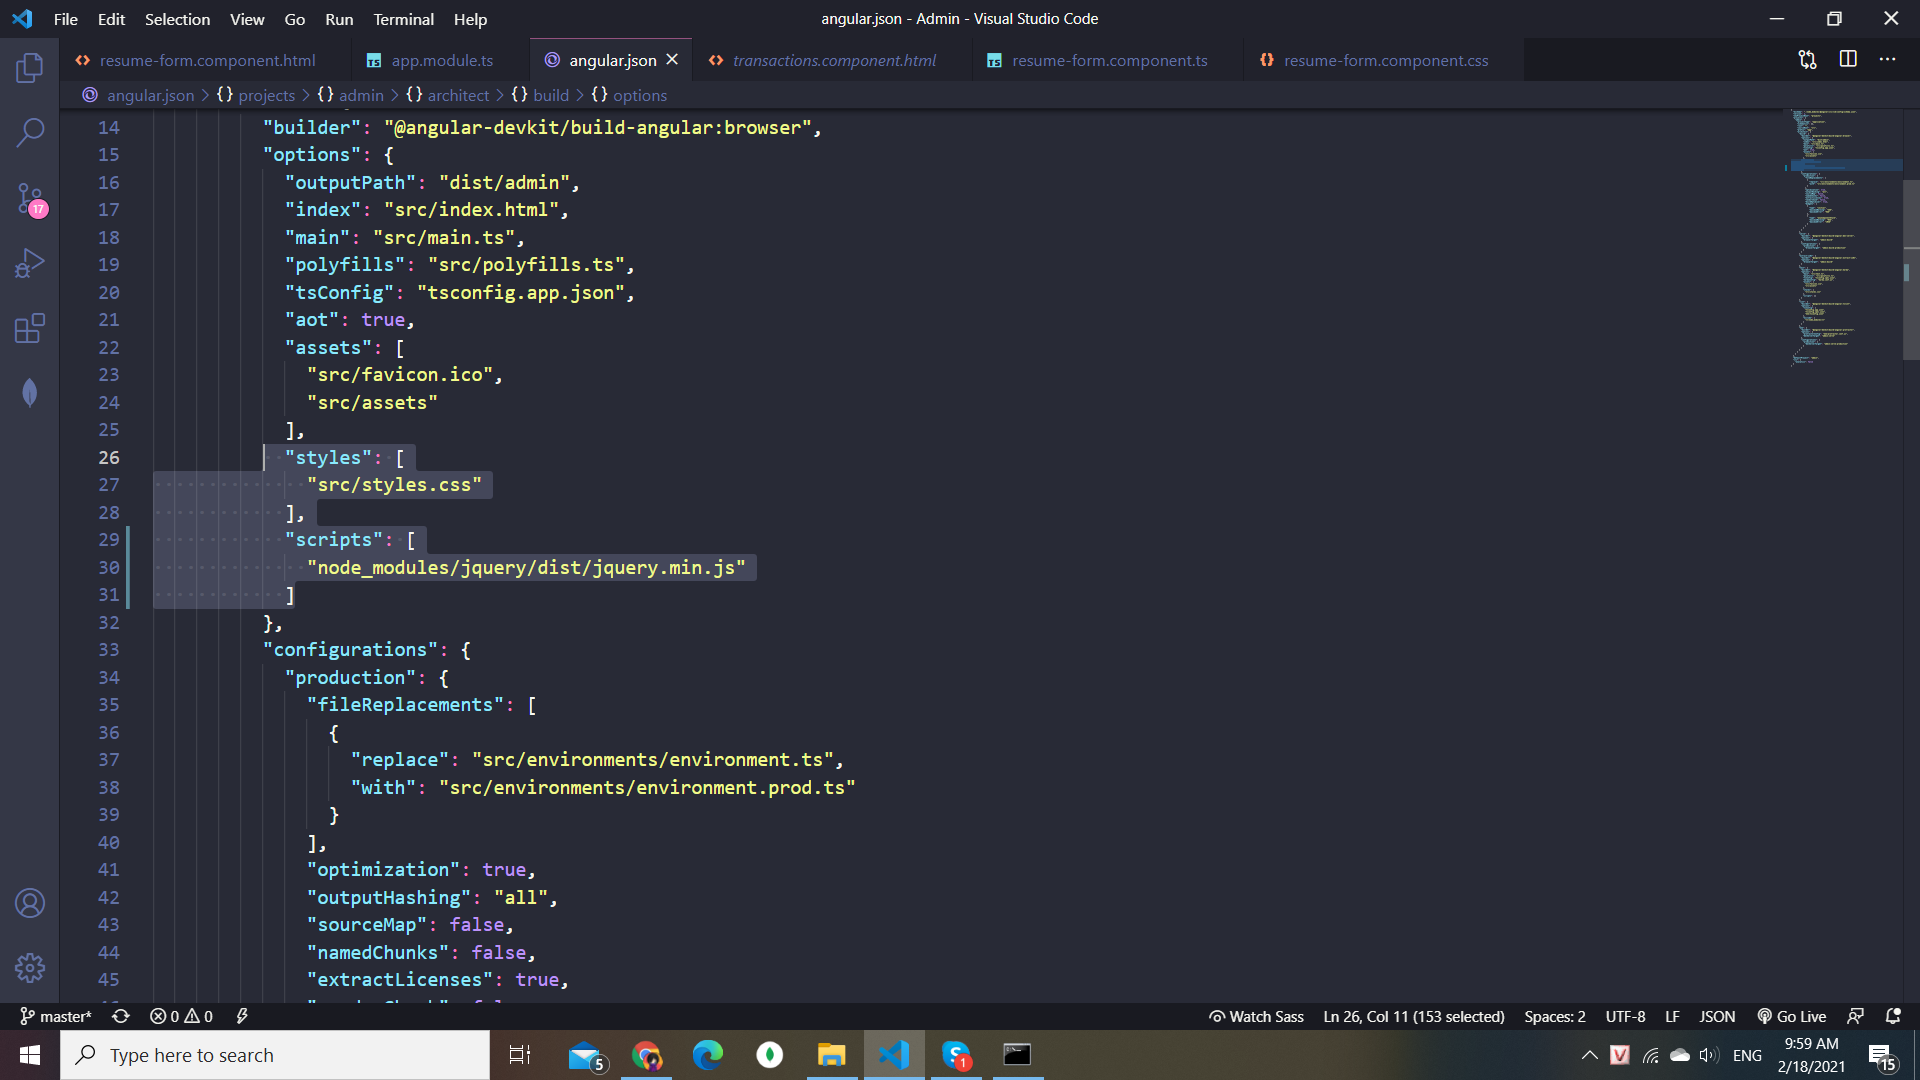 File Edit Selection View Go Run Terminal Help
angular.json - Admin - Visual Studio Code
resume-form.component.html
app.module.ts
angular.json
transactions.component.html
resume-form.component.ts
resume-form.component.css
angular.json > {} projects > {} admin > {} architect > {} build > {} options
14 "builder": "@angular-devkit/build-angular:browser",
15 "options": {
16 "outputPath": "dist/admin",
17 "index": "src/index.html",
18 "main": "src/main.ts",
19 "polyfills": "src/polyfills.ts",
20 "tsConfig": "tsconfig.app.json",
21 "aot": true,
22 "assets": [
23 "src/favicon.ico",
24 "src/assets"
25 ],
26 "styles": [
27 "src/styles.css"
28 ],
29 "scripts": [
30 "node_modules/jquery/dist/jquery.min.js"
31 ]
32 },
33 "configurations": {
34 "production": {
35 "fileReplacements": [
36 {
37 "replace": "src/environments/environment.ts",
38 "with": "src/environments/environment.prod.ts"
39 }
40 ],
41 "optimization": true,
42 "outputHashing": "all",
43 "sourceMap": false,
44 "namedChunks": false,
45 "extractLicenses": true,
17
master* 0 0 Watch Sass Ln 26, Col 11 (153 selected) Spaces: 2 UTF-8 LF JSON Go Live
Type here to search
5
1
ENG
9:59 AM
2/18/2021
15